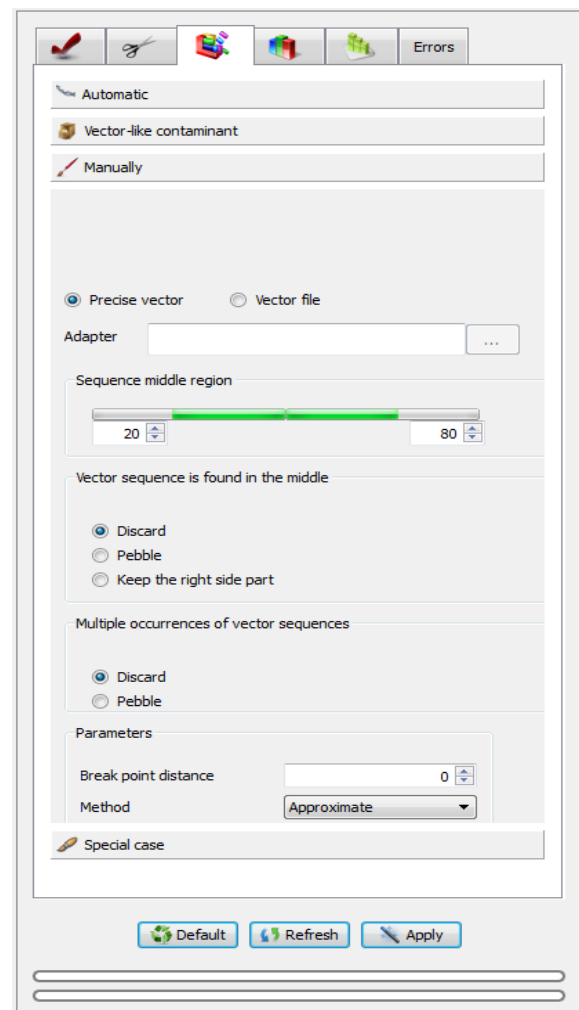 Errors
Automatic
Vector-like contaminant
Manually
Precise vector Vector file
Adapter ...
Sequence middle region
20 80
Vector sequence is found in the middle
Discard
Pebble
Keep the right side part
Multiple occurrences of vector sequences
Discard
Pebble
Parameters
Break point distance 0
Method Approximate
Special case
Default Refresh Apply